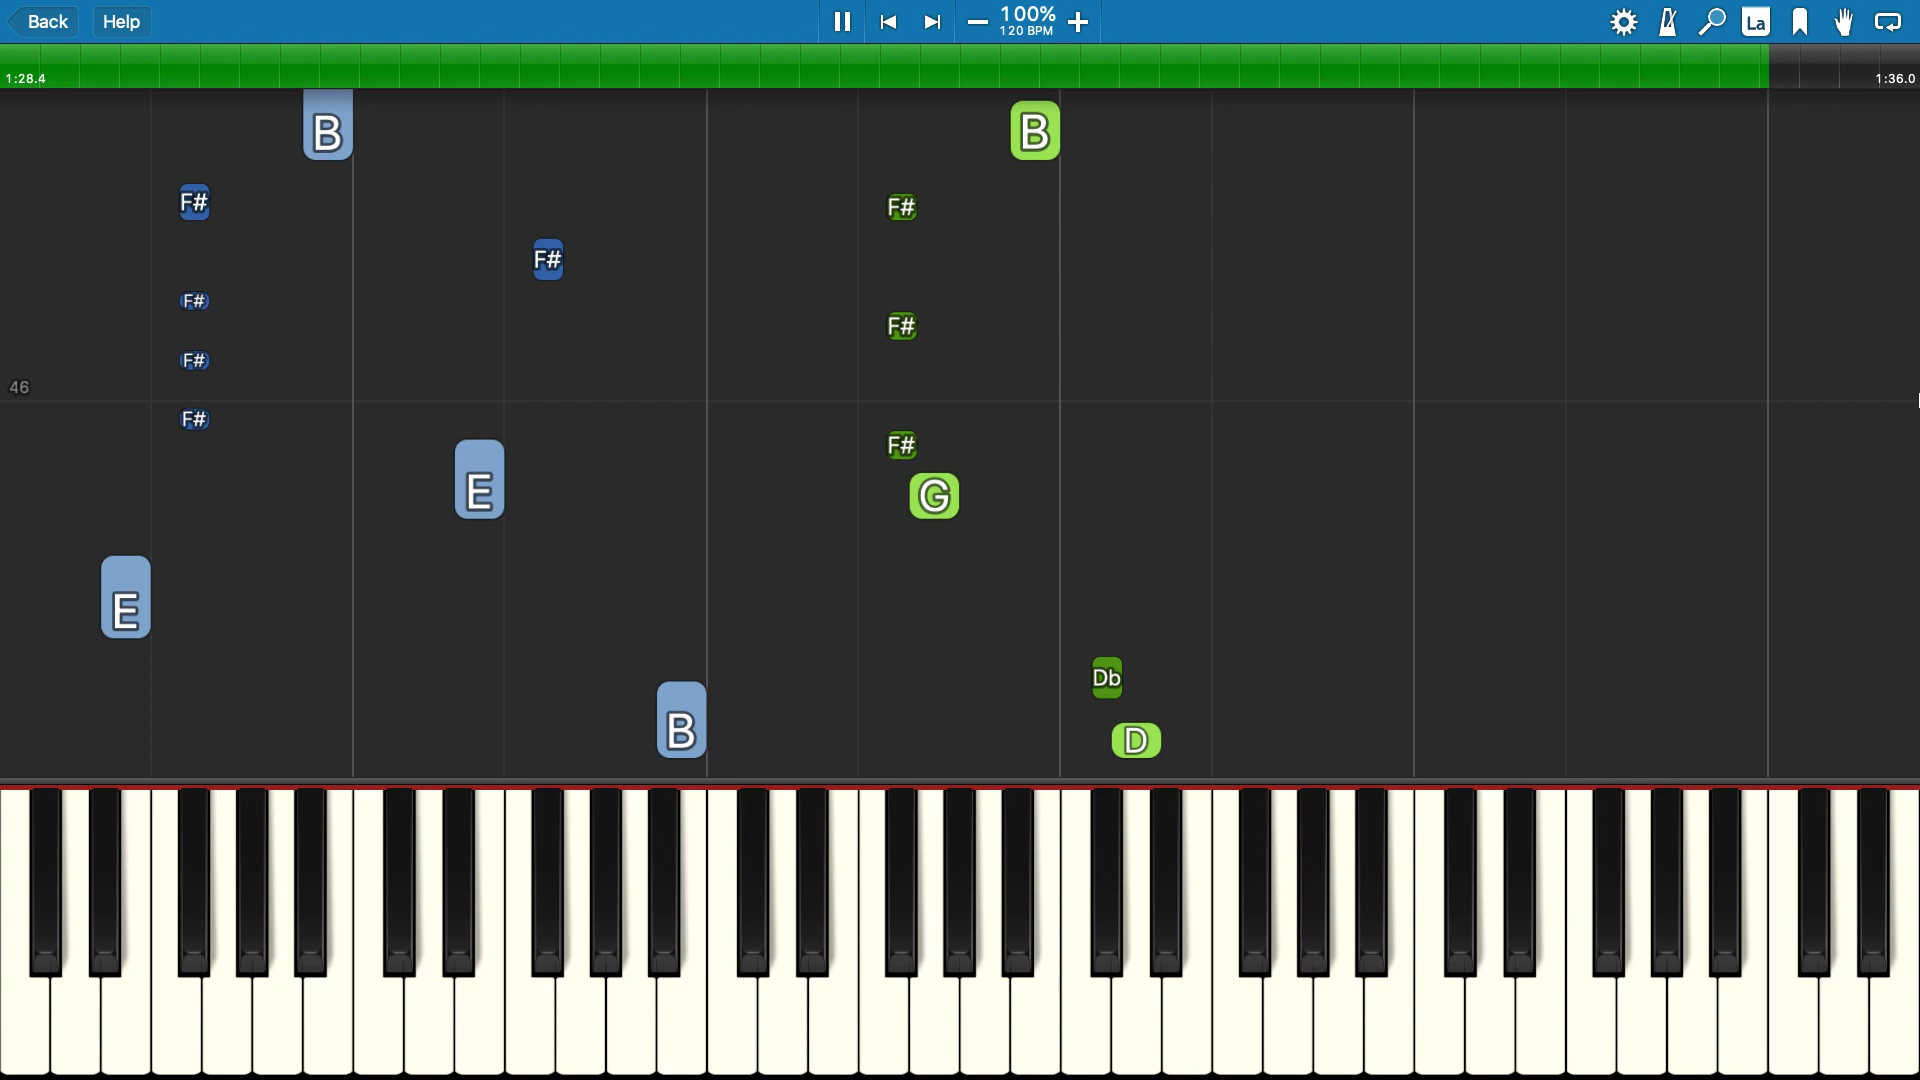 Back Help 100% La
120 BPM
1:28.4 1:36.0
B B
F# F#
F#
F# F#
F#
46
F# F#
E G
E
Db
B D